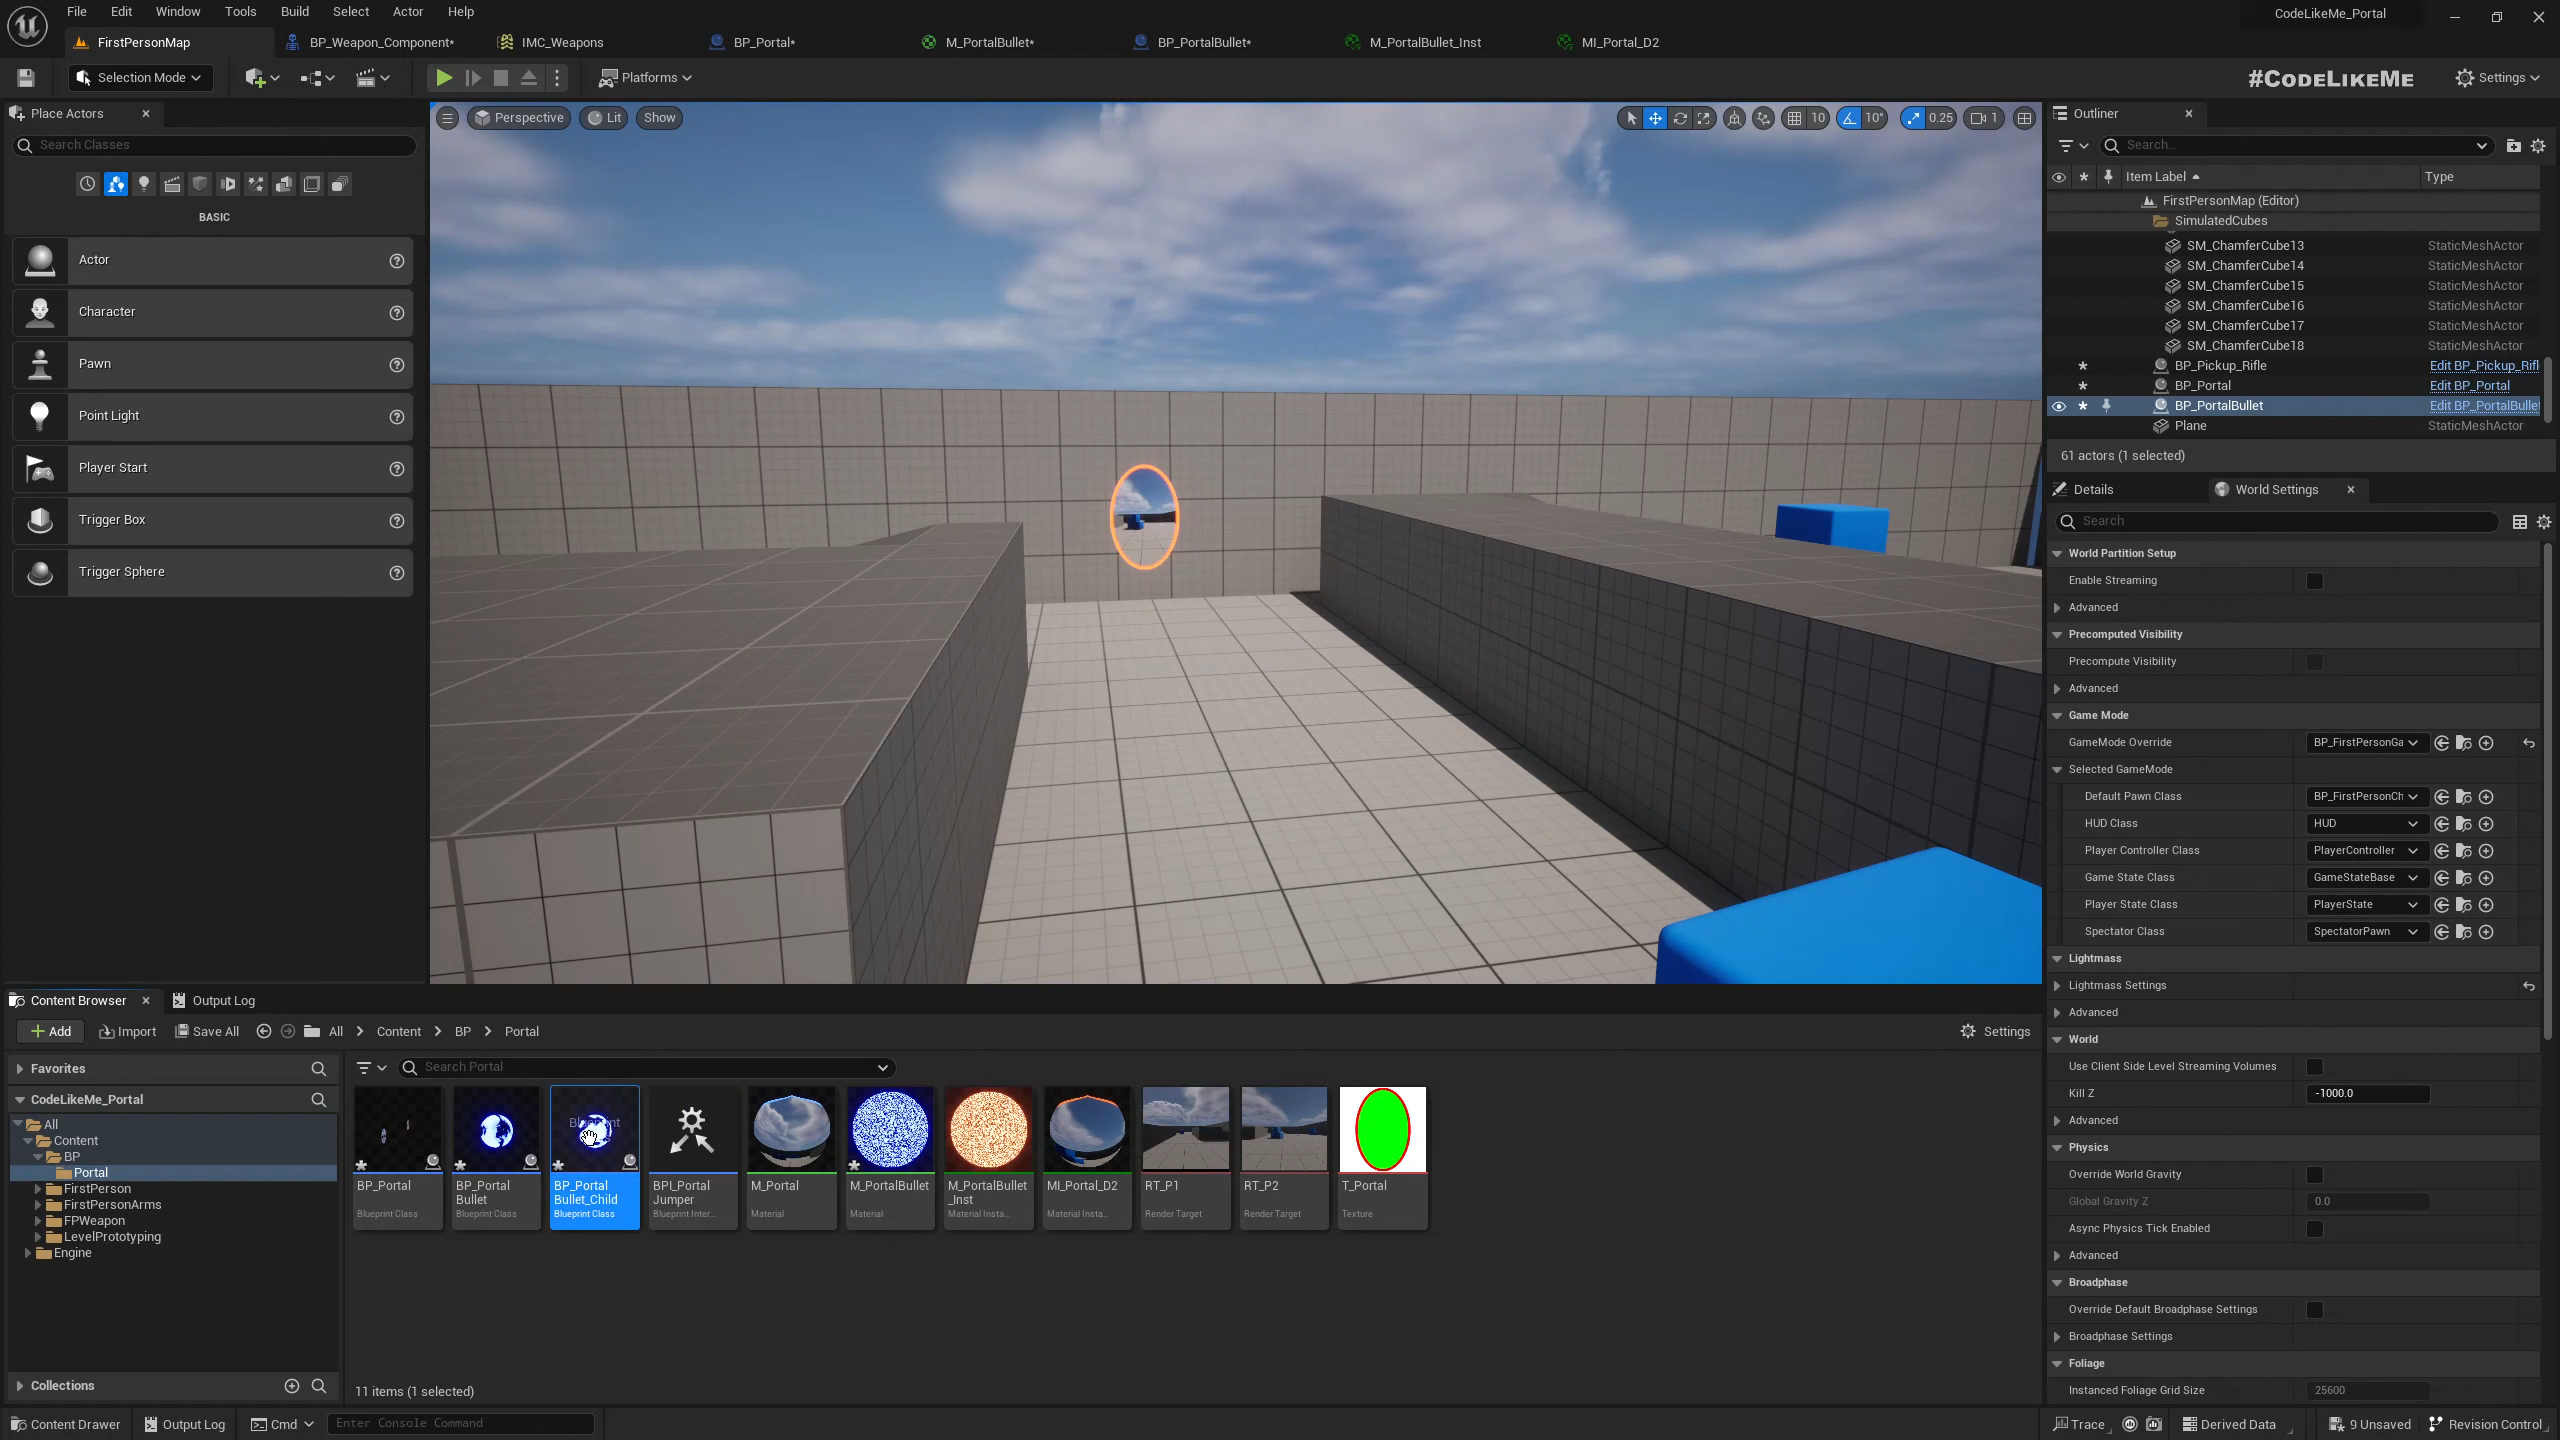 File Edit Window Tools Build Select Actor Help
CodeLikeMe_Portal
FirstPersonMap BP_Weapon_Component* IMC_Weapons BP_Portal* M_PortalBullet* BP_PortalBullet* M_PortalBullet_Inst MI_Portal_D2
Selection Mode Platforms #CODELIKEME Settings
Place Actors
Search Classes
BASIC
Actor
Character
Pawn
Point Light
Player Start
Trigger Box
Trigger Sphere
Perspective Lit Show 10 10° 0.25 1
Outliner
Search...
Item Label Type
FirstPersonMap (Editor)
SimulatedCubes
SM_ChamferCube13 StaticMeshActor
SM_ChamferCube14 StaticMeshActor
SM_ChamferCube15 StaticMeshActor
SM_ChamferCube16 StaticMeshActor
SM_ChamferCube17 StaticMeshActor
SM_ChamferCube18 StaticMeshActor
BP_Pickup_Rifle Edit BP_Pickup_Rifl
BP_Portal Edit BP_Portal
BP_PortalBullet Edit BP_PortalBullet
Plane StaticMeshActor
61 actors (1 selected)
Details World Settings
Search
World Partition Setup
Enable Streaming
Advanced
Precomputed Visibility
Precompute Visibility
Advanced
Game Mode
GameMode Override BP_FirstPersonGa
Selected GameMode
Default Pawn Class BP_FirstPersonCh
HUD Class HUD
Player Controller Class PlayerController
Game State Class GameStateBase
Player State Class PlayerState
Spectator Class SpectatorPawn
Lightmass
Lightmass Settings
Advanced
World
Use Client Side Level Streaming Volumes
Kill Z -1000.0
Advanced
Physics
Override World Gravity
Global Gravity Z 0.0
Async Physics Tick Enabled
Advanced
Broadphase
Override Default Broadphase Settings
Broadphase Settings
Foliage
Instanced Foliage Grid Size 25600
Content Browser Output Log
Add Import Save All All > Content > BP > Portal Settings
Favorites
CodeLikeMe_Portal
All
Content
BP
Portal
FirstPerson
FirstPersonArms
FPWeapon
LevelPrototyping
Engine
Collections
Search Portal
BP_Portal
Blueprint Class
BP_Portal
Bullet
Blueprint Class
BP_Portal
Bullet_Child
Blueprint Class
BPI_Portal
Jumper
Blueprint Inter...
M_Portal
Material
M_PortalBullet
Material
M_PortalBullet
_Inst
Material Insta...
MI_Portal_D2
Material Insta...
RT_P1
Render Target
RT_P2
Render Target
T_Portal
Texture
11 items (1 selected)
Content Drawer Output Log Cmd Enter Console Command Trace Derived Data 9 Unsaved Revision Control